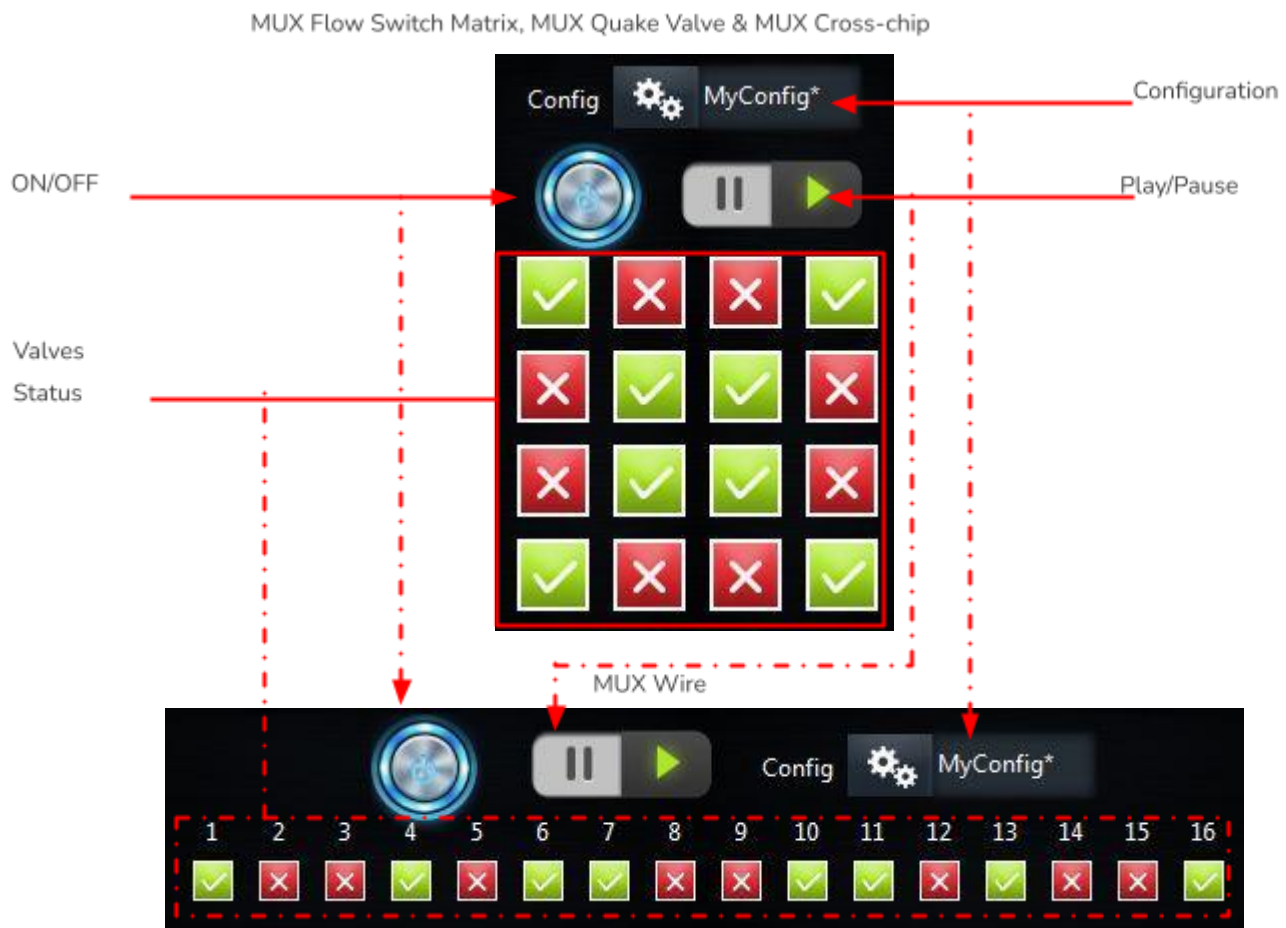 MUX Flow Switch Matrix, MUX Quake Valve & MUX Cross-chip
Config MyConfig*
Configuration
ON/OFF
Play/Pause
Valves
Status
MUX Wire
Config MyConfig*
1 2 3 4 5 6 7 8 9 10 11 12 13 14 15 16